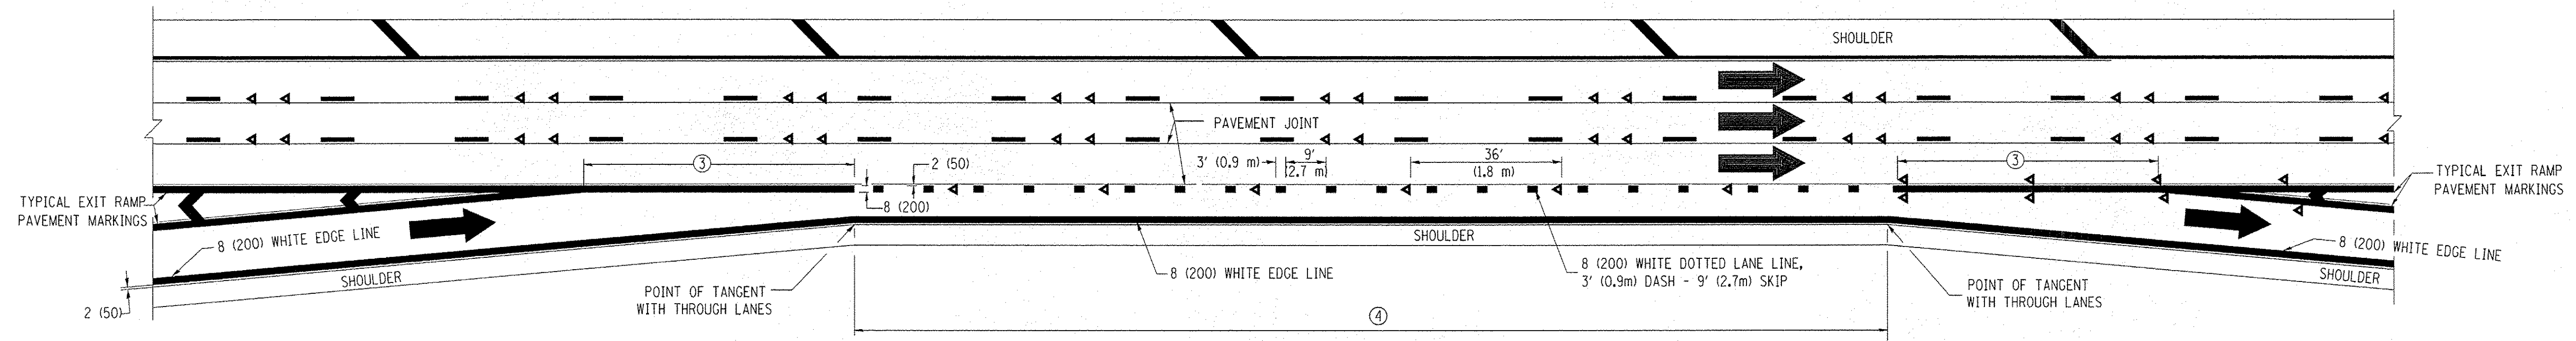 SHOULDER
PAVEMENT JOINT
3' (0.9 m)
9'
(2.7 m)
36'
(1.8 m)
3
2 (50)
8 (200)
3
TYPICAL EXIT RAMP
PAVEMENT MARKINGS
TYPICAL EXIT RAMP
PAVEMENT MARKINGS
8 (200) WHITE EDGE LINE
SHOULDER
2 (50)
POINT OF TANGENT
WITH THROUGH LANES
8 (200) WHITE EDGE LINE
SHOULDER
8 (200) WHITE DOTTED LANE LINE,
3' (0.9m) DASH - 9' (2.7m) SKIP
4
POINT OF TANGENT
WITH THROUGH LANES
8 (200) WHITE EDGE LINE
SHOULDER